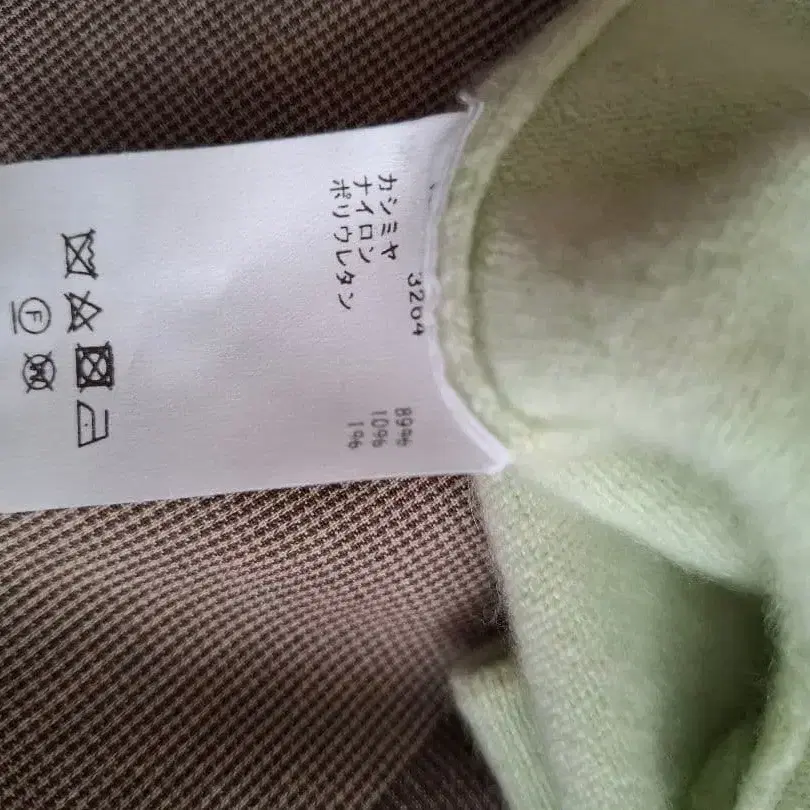 3264
カシミヤ 89%
ナイロン 10%
ポリウレタン 1%
F
W